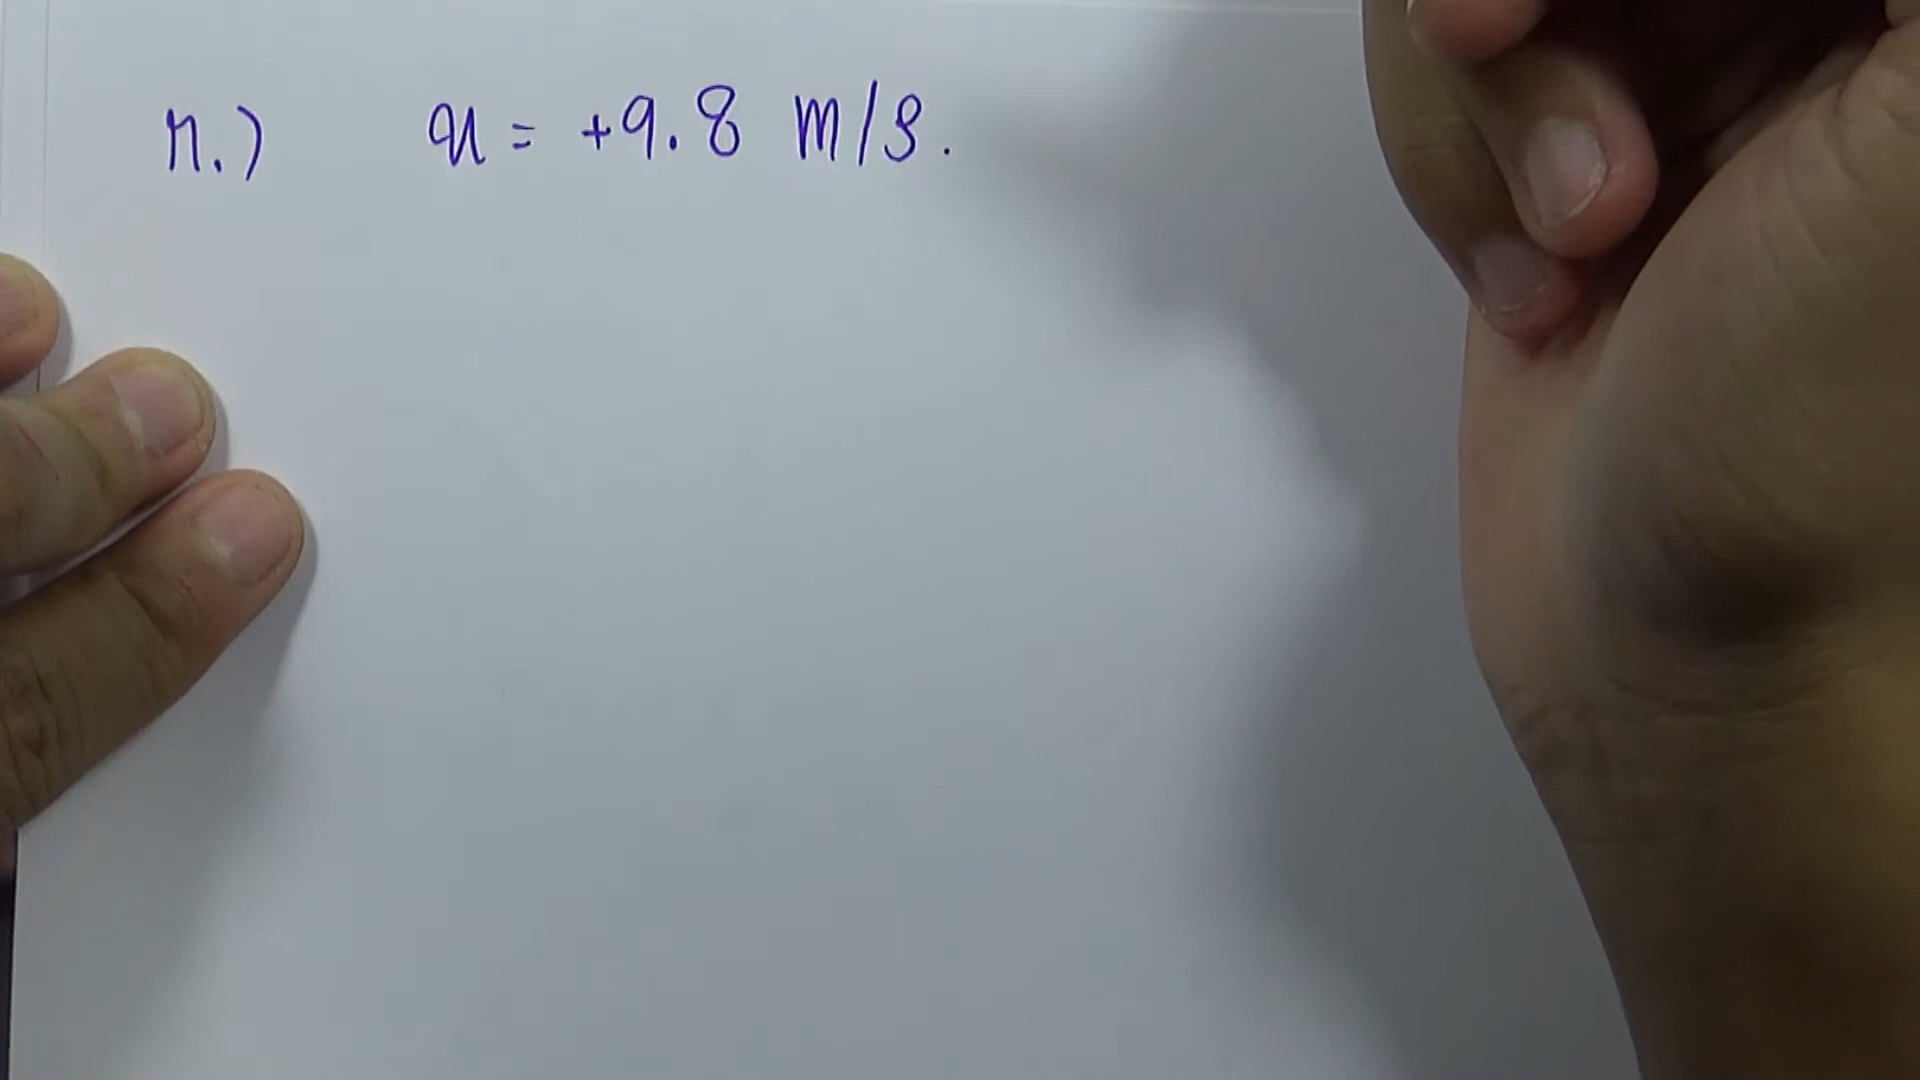 ก.) u = +9.8 m/s.